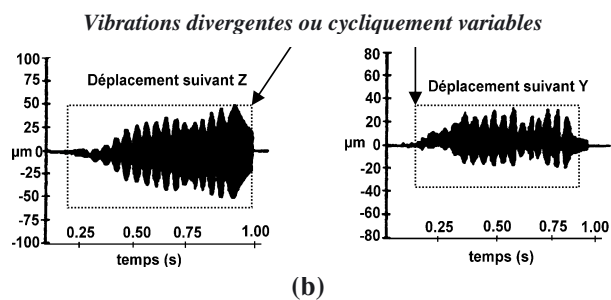 Vibrations divergentes ou cycliquement variables
100
75
50
25
µm 0
-25
-50
-75
-100
Déplacement suivant Z
0.25 0.50 0.75 1.00
temps (s)
80
60
40
20
µm 0
-20
-40
-60
-80
Déplacement suivant Y
0.25 0.50 0.75 1.00
temps (s)
(b)